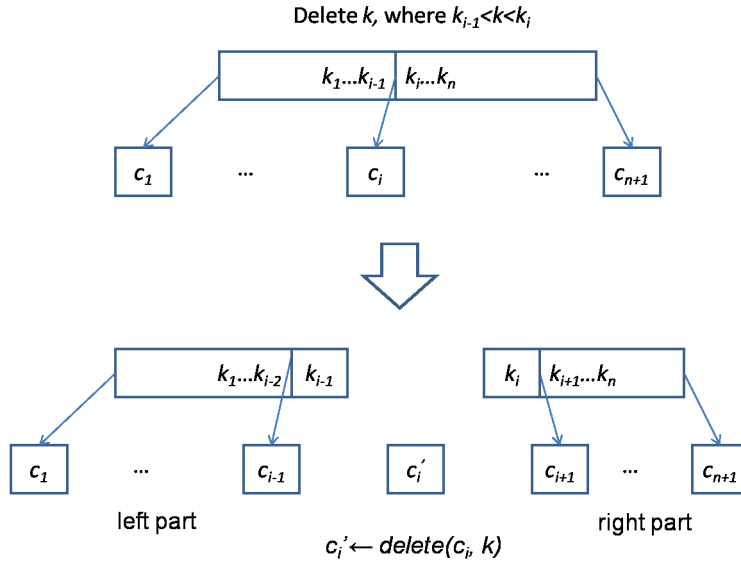 Delete k, where kᵢ₋₁<k<kᵢ
k₁...kᵢ₋₁ kᵢ...kₙ
c₁ ... cᵢ ... cₙ₊₁
k₁...kᵢ₋₂ kᵢ₋₁ kᵢ kᵢ₊₁...kₙ
c₁ ... cᵢ₋₁ cᵢ′ cᵢ₊₁ ... cₙ₊₁
left part right part
cᵢ′ ← delete(cᵢ, k)